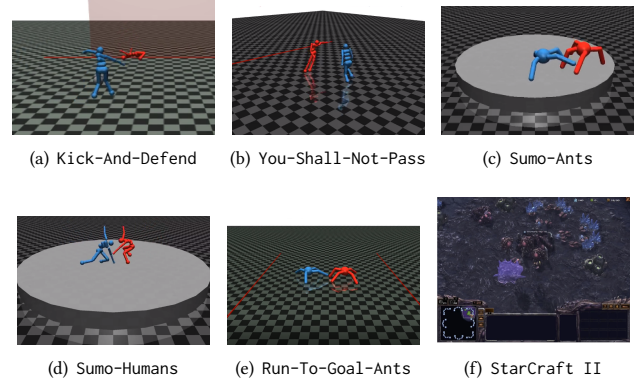 (a) Kick-And-Defend
(b) You-Shall-Not-Pass
(c) Sumo-Ants
(d) Sumo-Humans
(e) Run-To-Goal-Ants
(f) StarCraft II